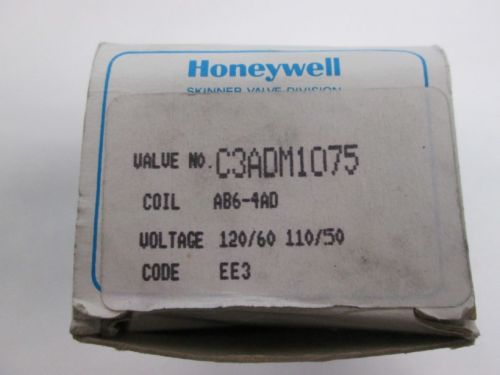 Honeywell
SKINNER VALVE DIVISION
VALVE NO. C3ADM1075
COIL AB6-4AD
VOLTAGE 120/60 110/50
CODE EE3